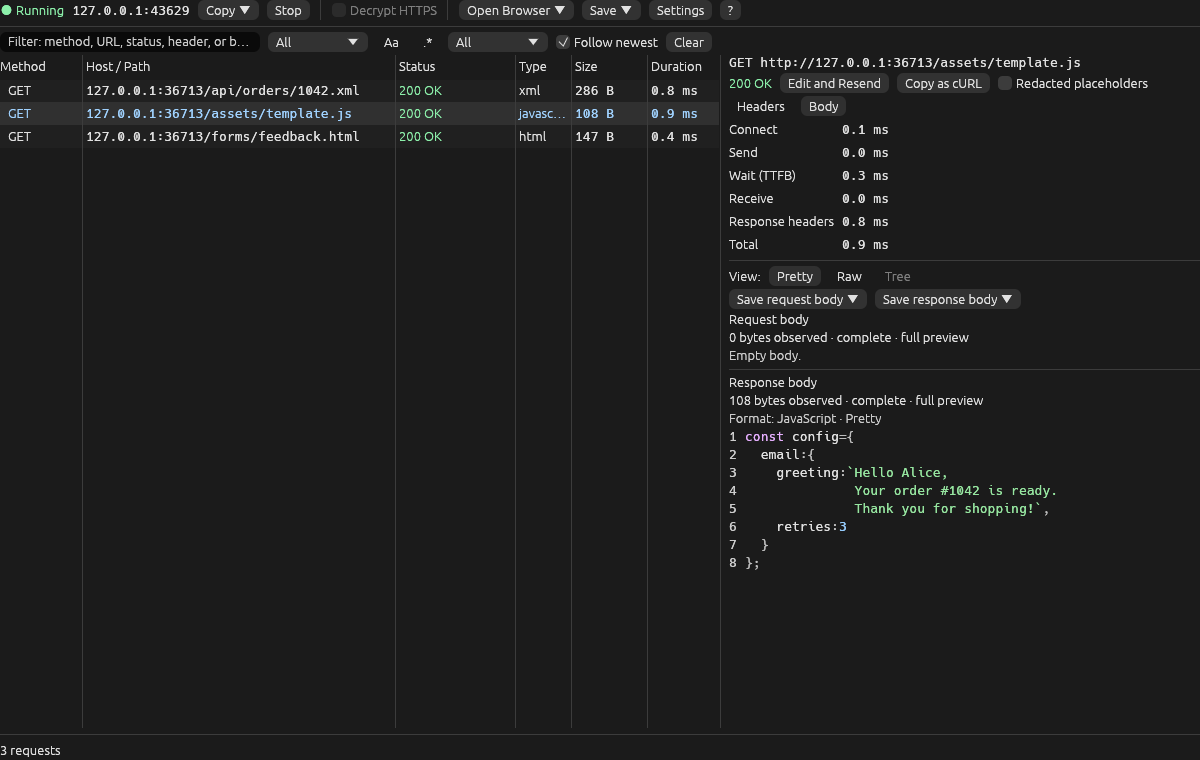 Running 127.0.0.1:43629 Copy ▼ Stop Decrypt HTTPS Open Browser ▼ Save ▼ Settings ?
Filter: method, URL, status, header, or b... All ▼ Aa .* All ▼ Follow newest Clear
Method Host / Path Status Type Size Duration
GET 127.0.0.1:36713/api/orders/1042.xml 200 OK xml 286 B 0.8 ms
GET 127.0.0.1:36713/assets/template.js 200 OK javasc... 108 B 0.9 ms
GET 127.0.0.1:36713/forms/feedback.html 200 OK html 147 B 0.4 ms
GET http://127.0.0.1:36713/assets/template.js
200 OK Edit and Resend Copy as cURL Redacted placeholders
Headers Body
Connect 0.1 ms
Send 0.0 ms
Wait (TTFB) 0.3 ms
Receive 0.0 ms
Response headers 0.8 ms
Total 0.9 ms
View: Pretty Raw Tree
Save request body ▼ Save response body ▼
Request body
0 bytes observed · complete · full preview
Empty body.
Response body
108 bytes observed · complete · full preview
Format: JavaScript · Pretty
1 const config={
2   email:{
3     greeting:`Hello Alice,
4               Your order #1042 is ready.
5               Thank you for shopping!`,
6     retries:3
7   }
8 };
3 requests